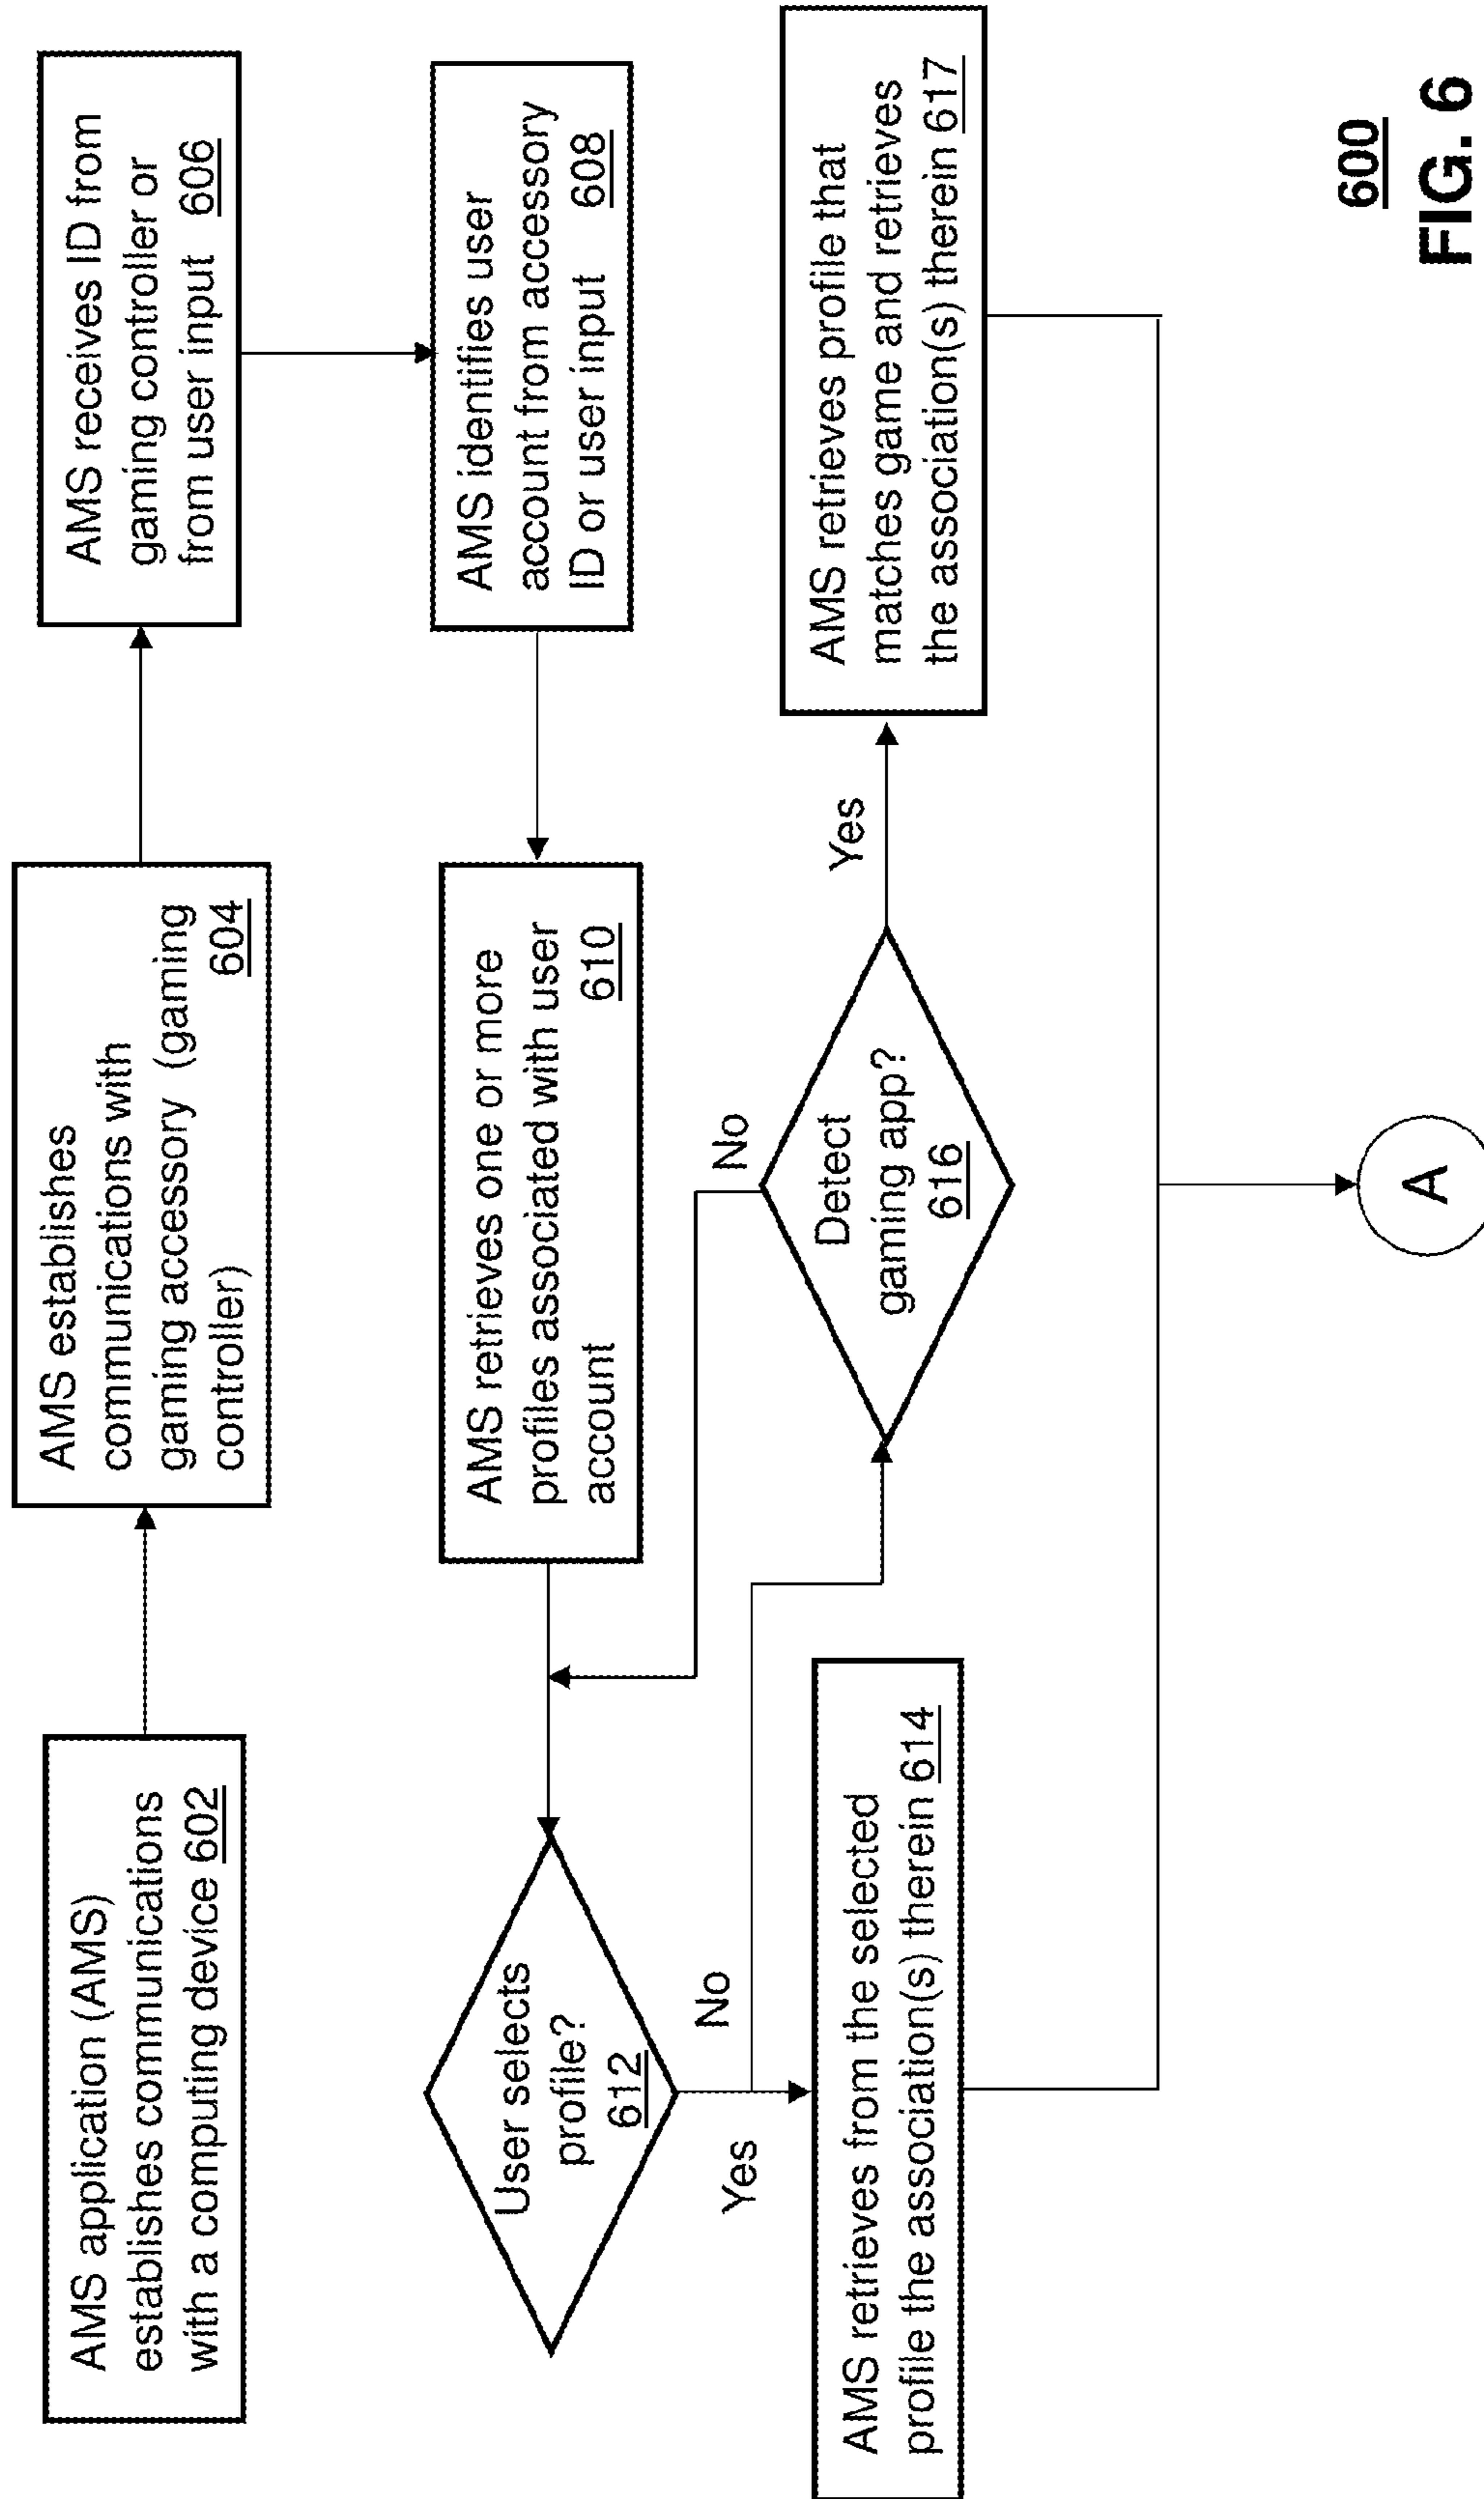 AMS application (AMS)
establishes communications
with a computing device 602
AMS establishes
communications with
gaming accessory (gaming
controller) 604
AMS receives ID from
gaming controller or
from user input 606
AMS identifies user
account from accessory
ID or user input 608
AMS retrieves one or more
profiles associated with user
account 610
User selects
profile?
612
No
Yes
AMS retrieves from the selected
profile the association(s) therein 614
Detect
gaming app?
616
No
Yes
AMS retrieves profile that
matches game and retrieves
the association(s) therein 617
A
600
FIG. 6